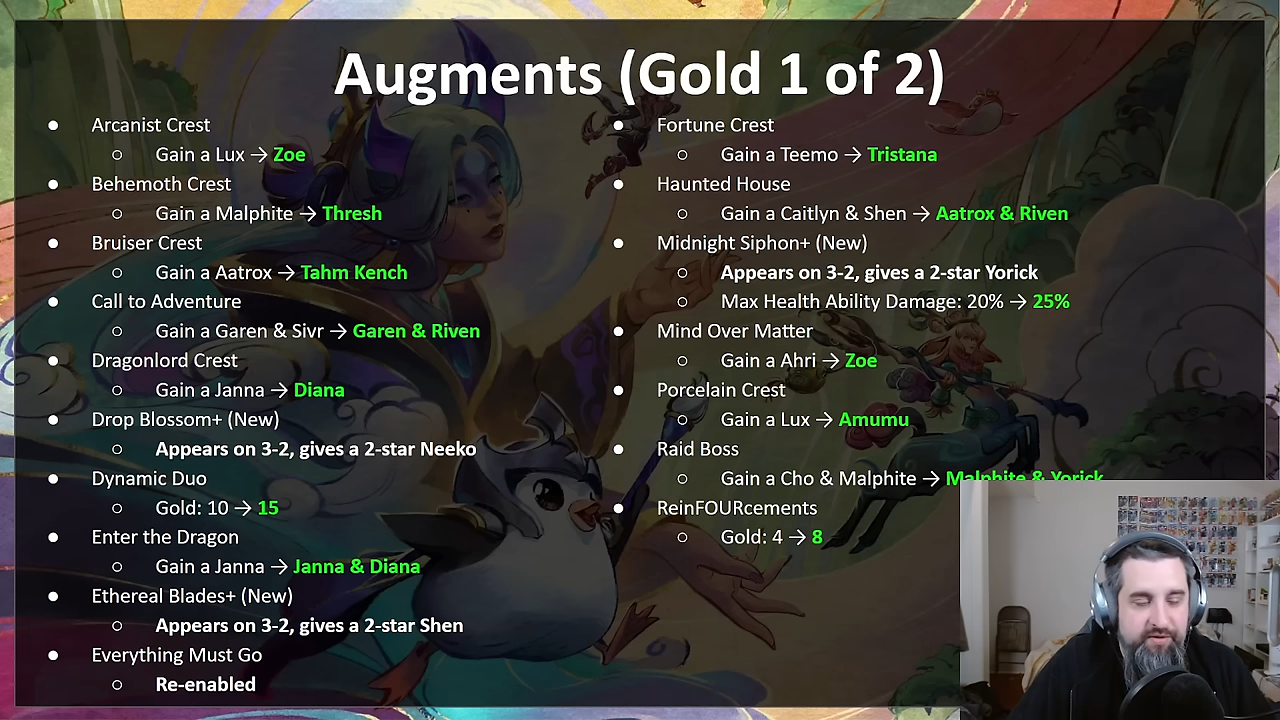 Augments (Gold 1 of 2)
● Arcanist Crest
○ Gain a Lux → Zoe
● Behemoth Crest
○ Gain a Malphite → Thresh
● Bruiser Crest
○ Gain a Aatrox → Tahm Kench
● Call to Adventure
○ Gain a Garen & Sivr → Garen & Riven
● Dragonlord Crest
○ Gain a Janna → Diana
● Drop Blossom+ (New)
○ Appears on 3-2, gives a 2-star Neeko
● Dynamic Duo
○ Gold: 10 → 15
● Enter the Dragon
○ Gain a Janna → Janna & Diana
● Ethereal Blades+ (New)
○ Appears on 3-2, gives a 2-star Shen
● Everything Must Go
○ Re-enabled
● Fortune Crest
○ Gain a Teemo → Tristana
● Haunted House
○ Gain a Caitlyn & Shen → Aatrox & Riven
● Midnight Siphon+ (New)
○ Appears on 3-2, gives a 2-star Yorick
○ Max Health Ability Damage: 20% → 25%
● Mind Over Matter
○ Gain a Ahri → Zoe
● Porcelain Crest
○ Gain a Lux → Amumu
● Raid Boss
○ Gain a Cho & Malphite → Malphite & Yorick
● ReinFOURcements
○ Gold: 4 → 8